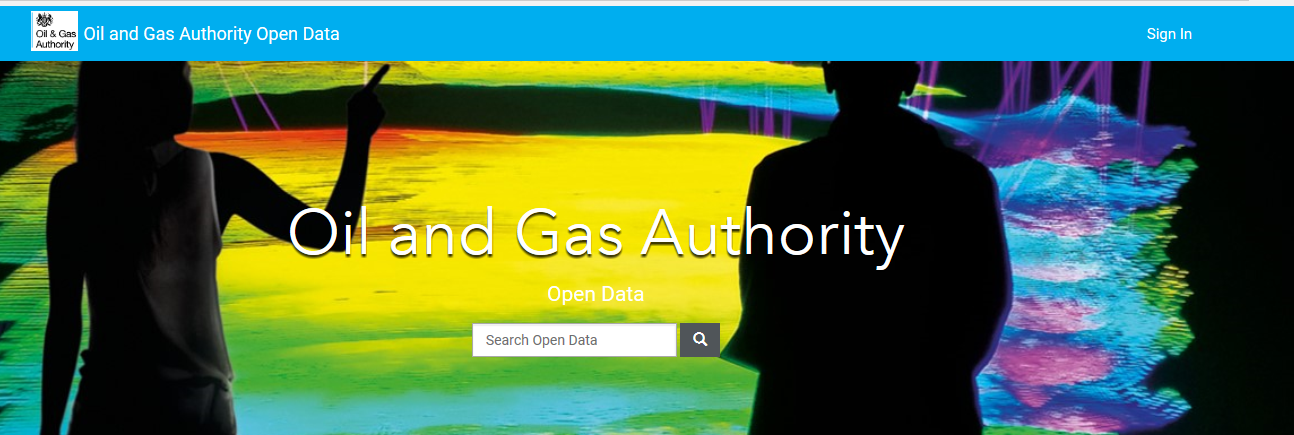 Oil & Gas
Authority
Oil and Gas Authority Open Data
Sign In
Oil and Gas Authority
Open Data
Search Open Data